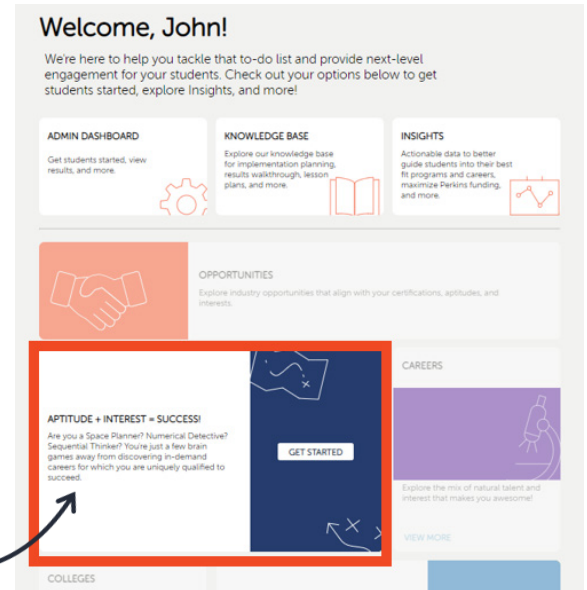 Welcome, John!
We're here to help you tackle that to-do list and provide next-level
engagement for your students. Check out your options below to get
students started, explore Insights, and more!
ADMIN DASHBOARD
Get students started, view
results, and more.
KNOWLEDGE BASE
Explore our knowledge base
for implementation planning,
results walkthrough, lesson
plans, and more.
INSIGHTS
Actionable data to better
guide students into their best
fit programs and careers,
maximize Perkins funding,
and more.
OPPORTUNITIES
Explore industry opportunities that align with your certifications, aptitudes, and
interests.
APTITUDE + INTEREST = SUCCESS!
Are you a Space Planner? Numerical Detective?
Sequential Thinker? You're just a few brain
games away from discovering in-demand
careers for which you are uniquely qualified to
succeed.
GET STARTED
CAREERS
Explore the mix of natural talent and
interest that makes you awesome!
VIEW MORE
COLLEGES